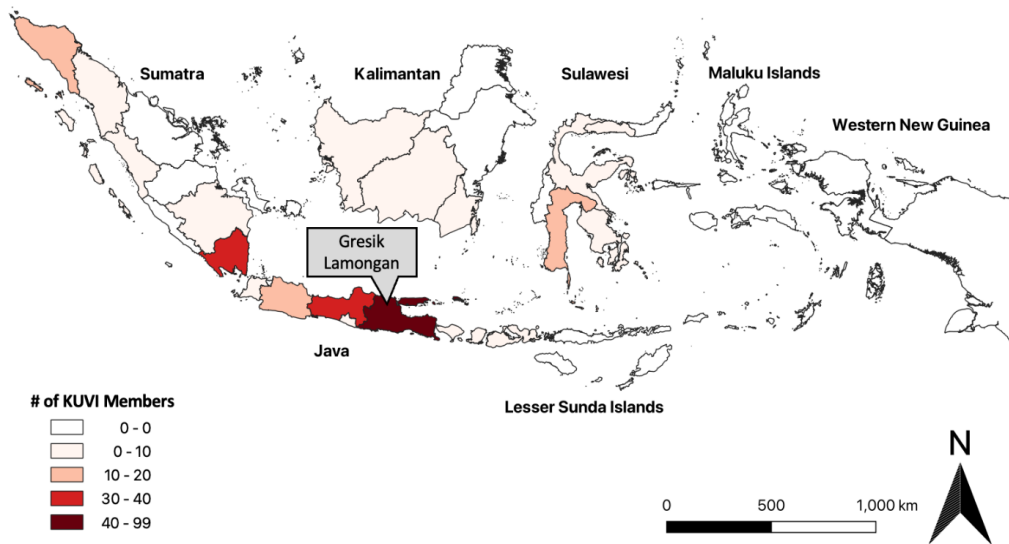 Sumatra
Kalimantan
Sulawesi
Maluku Islands
Western New Guinea
Gresik
Lamongan
Java
Lesser Sunda Islands
# of KUVI Members
0 - 0
0 - 10
10 - 20
30 - 40
40 - 99
N
0 500 1,000 km